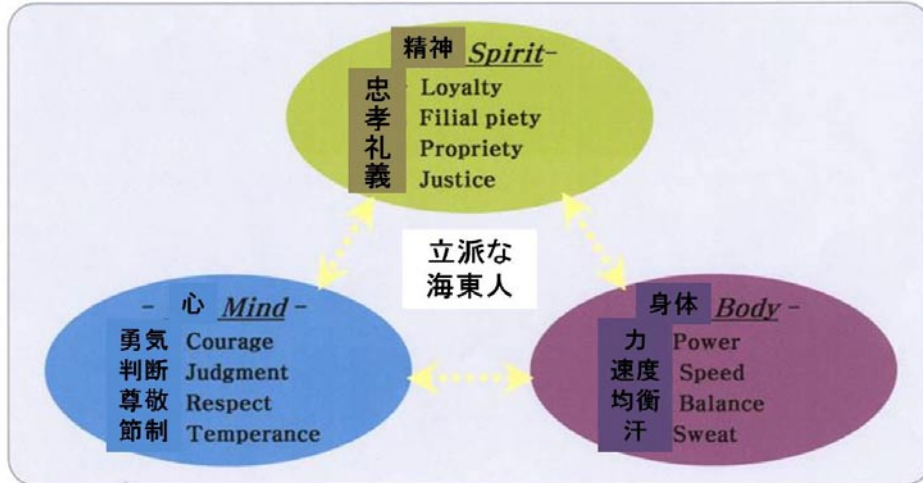 精神 Spirit-
忠 Loyalty
孝 Filial piety
礼 Propriety
義 Justice
立派な
海東人
- 心 Mind -
勇気 Courage
判断 Judgment
尊敬 Respect
節制 Temperance
身体 Body -
力 Power
速度 Speed
均衡 Balance
汗 Sweat